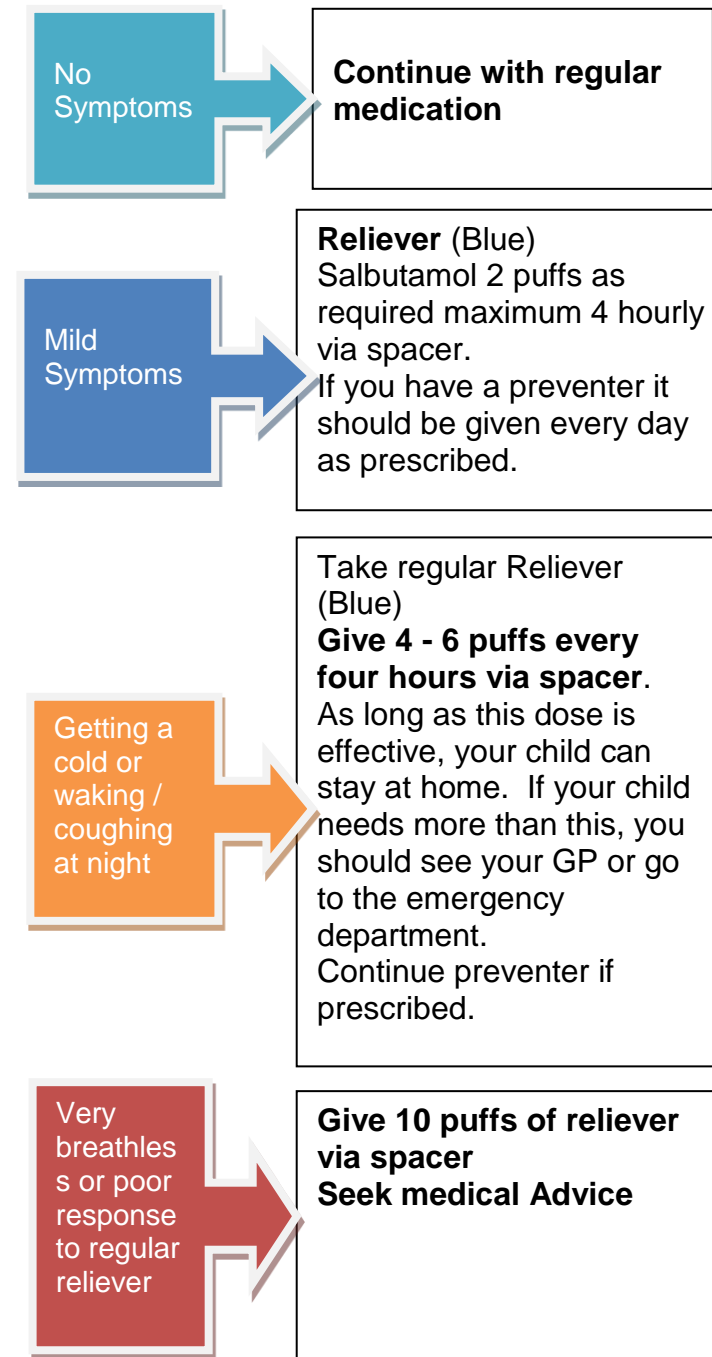 No
Symptoms
Continue with regular
medication
Mild
Symptoms
Reliever (Blue)
Salbutamol 2 puffs as
required maximum 4 hourly
via spacer.
If you have a preventer it
should be given every day
as prescribed.
Getting a
cold or
waking /
coughing
at night
Take regular Reliever
(Blue)
Give 4 - 6 puffs every
four hours via spacer.
As long as this dose is
effective, your child can
stay at home.  If your child
needs more than this, you
should see your GP or go
to the emergency
department.
Continue preventer if
prescribed.
Very
breathles
s or poor
response
to regular
reliever
Give 10 puffs of reliever
via spacer
Seek medical Advice